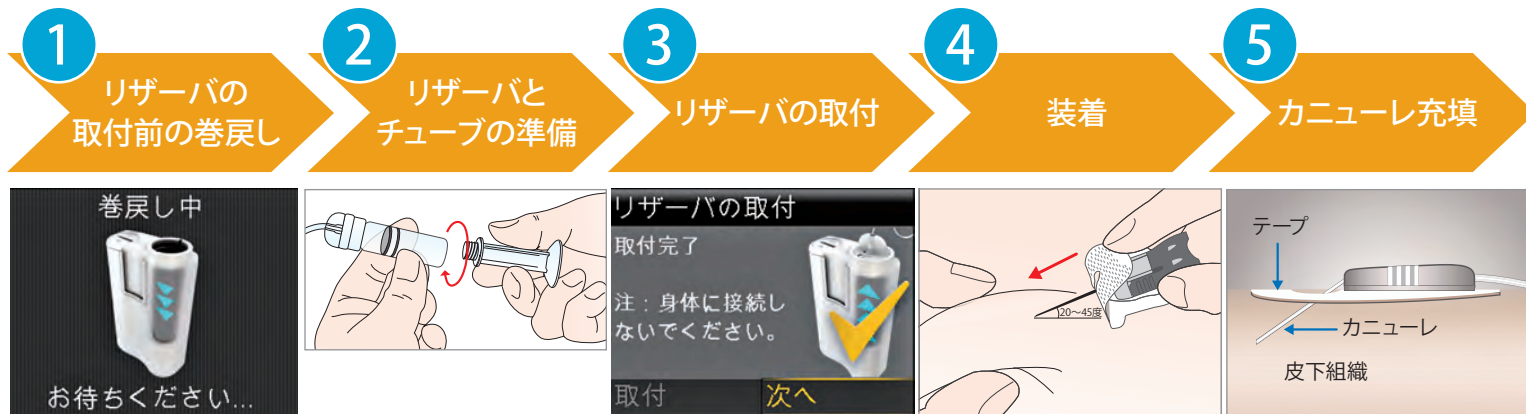 1
リザーバの
取付前の巻戻し
2
リザーバと
チューブの準備
3
リザーバの取付
4
装着
5
カニューレ充填
巻戻し中
お待ちください...
リザーバの取付
取付完了
注：身体に接続し
ないでください。
取付
次へ
20〜45度
テープ
カニューレ
皮下組織